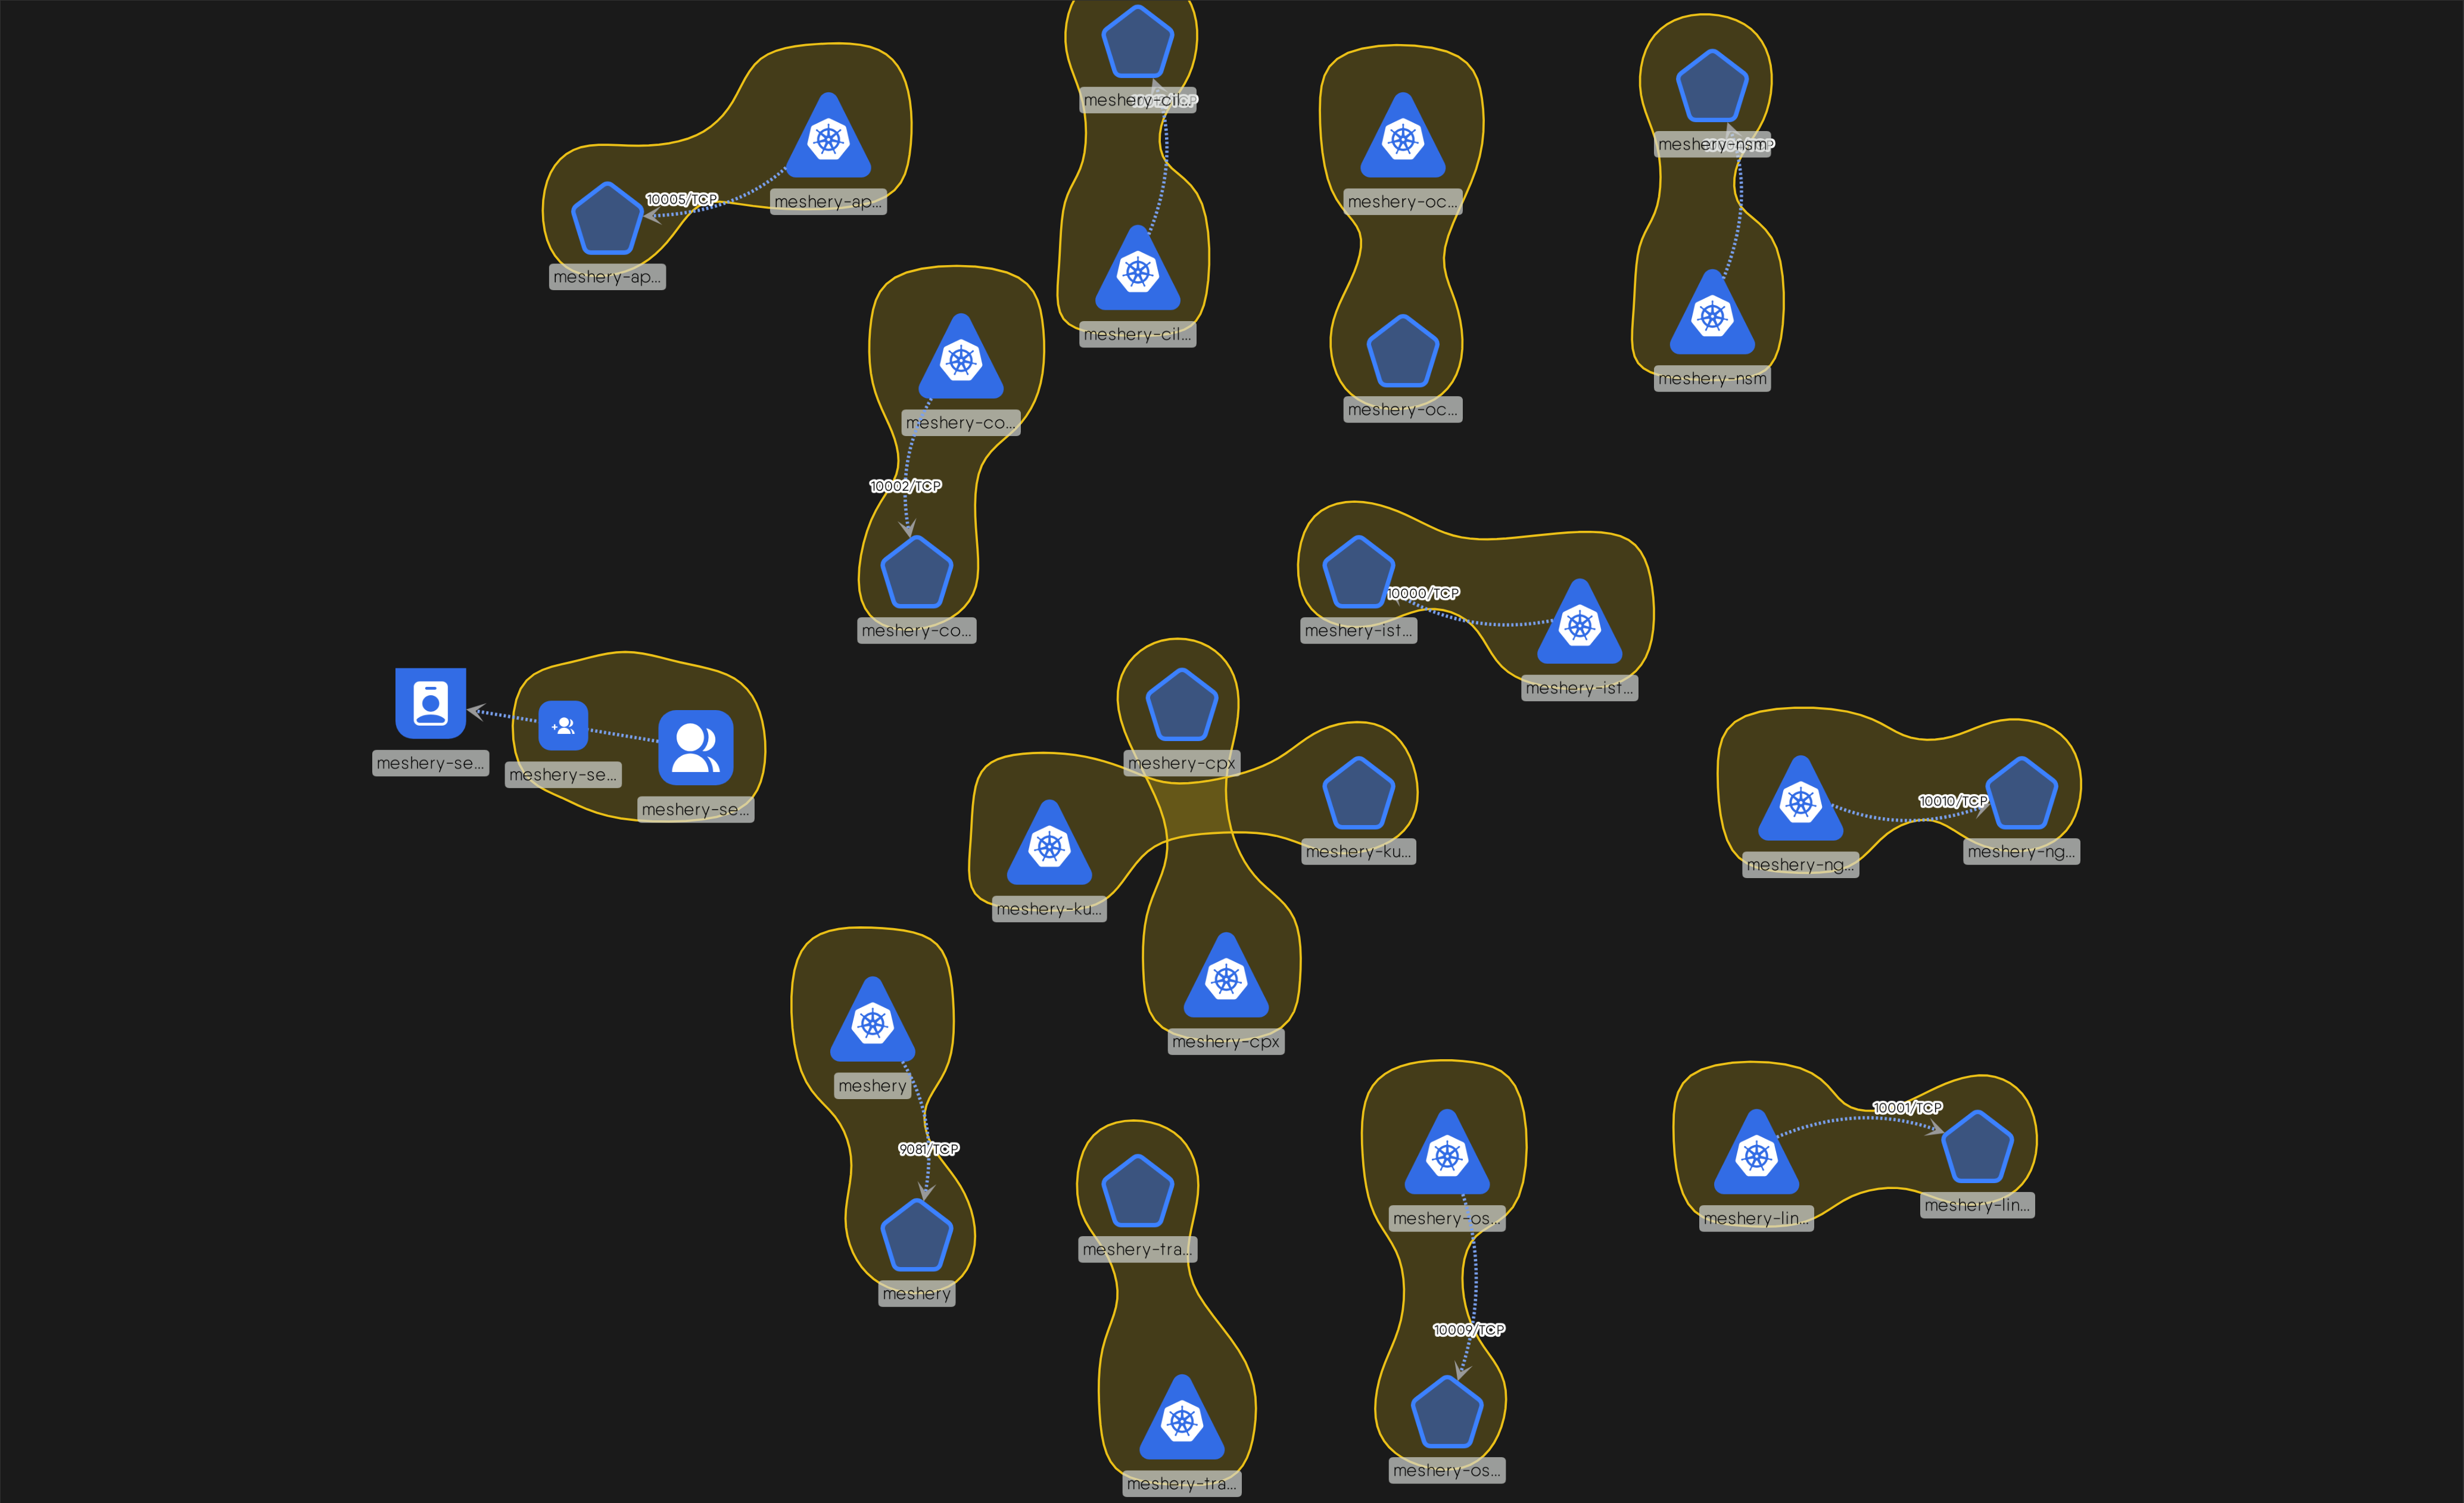 meshery-cil...
meshery-nsm
10005/TCP
meshery-ap...
meshery-oc...
meshery-ap...
meshery-cil...
meshery-nsm
meshery-oc...
meshery-co...
10002/TCP
10000/TCP
meshery-co...
meshery-ist...
meshery-ist...
meshery-se...
meshery-se...
meshery-se...
meshery-cpx
10010/TCP
meshery-ku...
meshery-ng...
meshery-ng...
meshery-ku...
meshery-cpx
meshery
10001/TCP
9081/TCP
meshery-lin...
meshery-os...
meshery-lin...
meshery-tra...
meshery
10009/TCP
meshery-os...
meshery-tra...